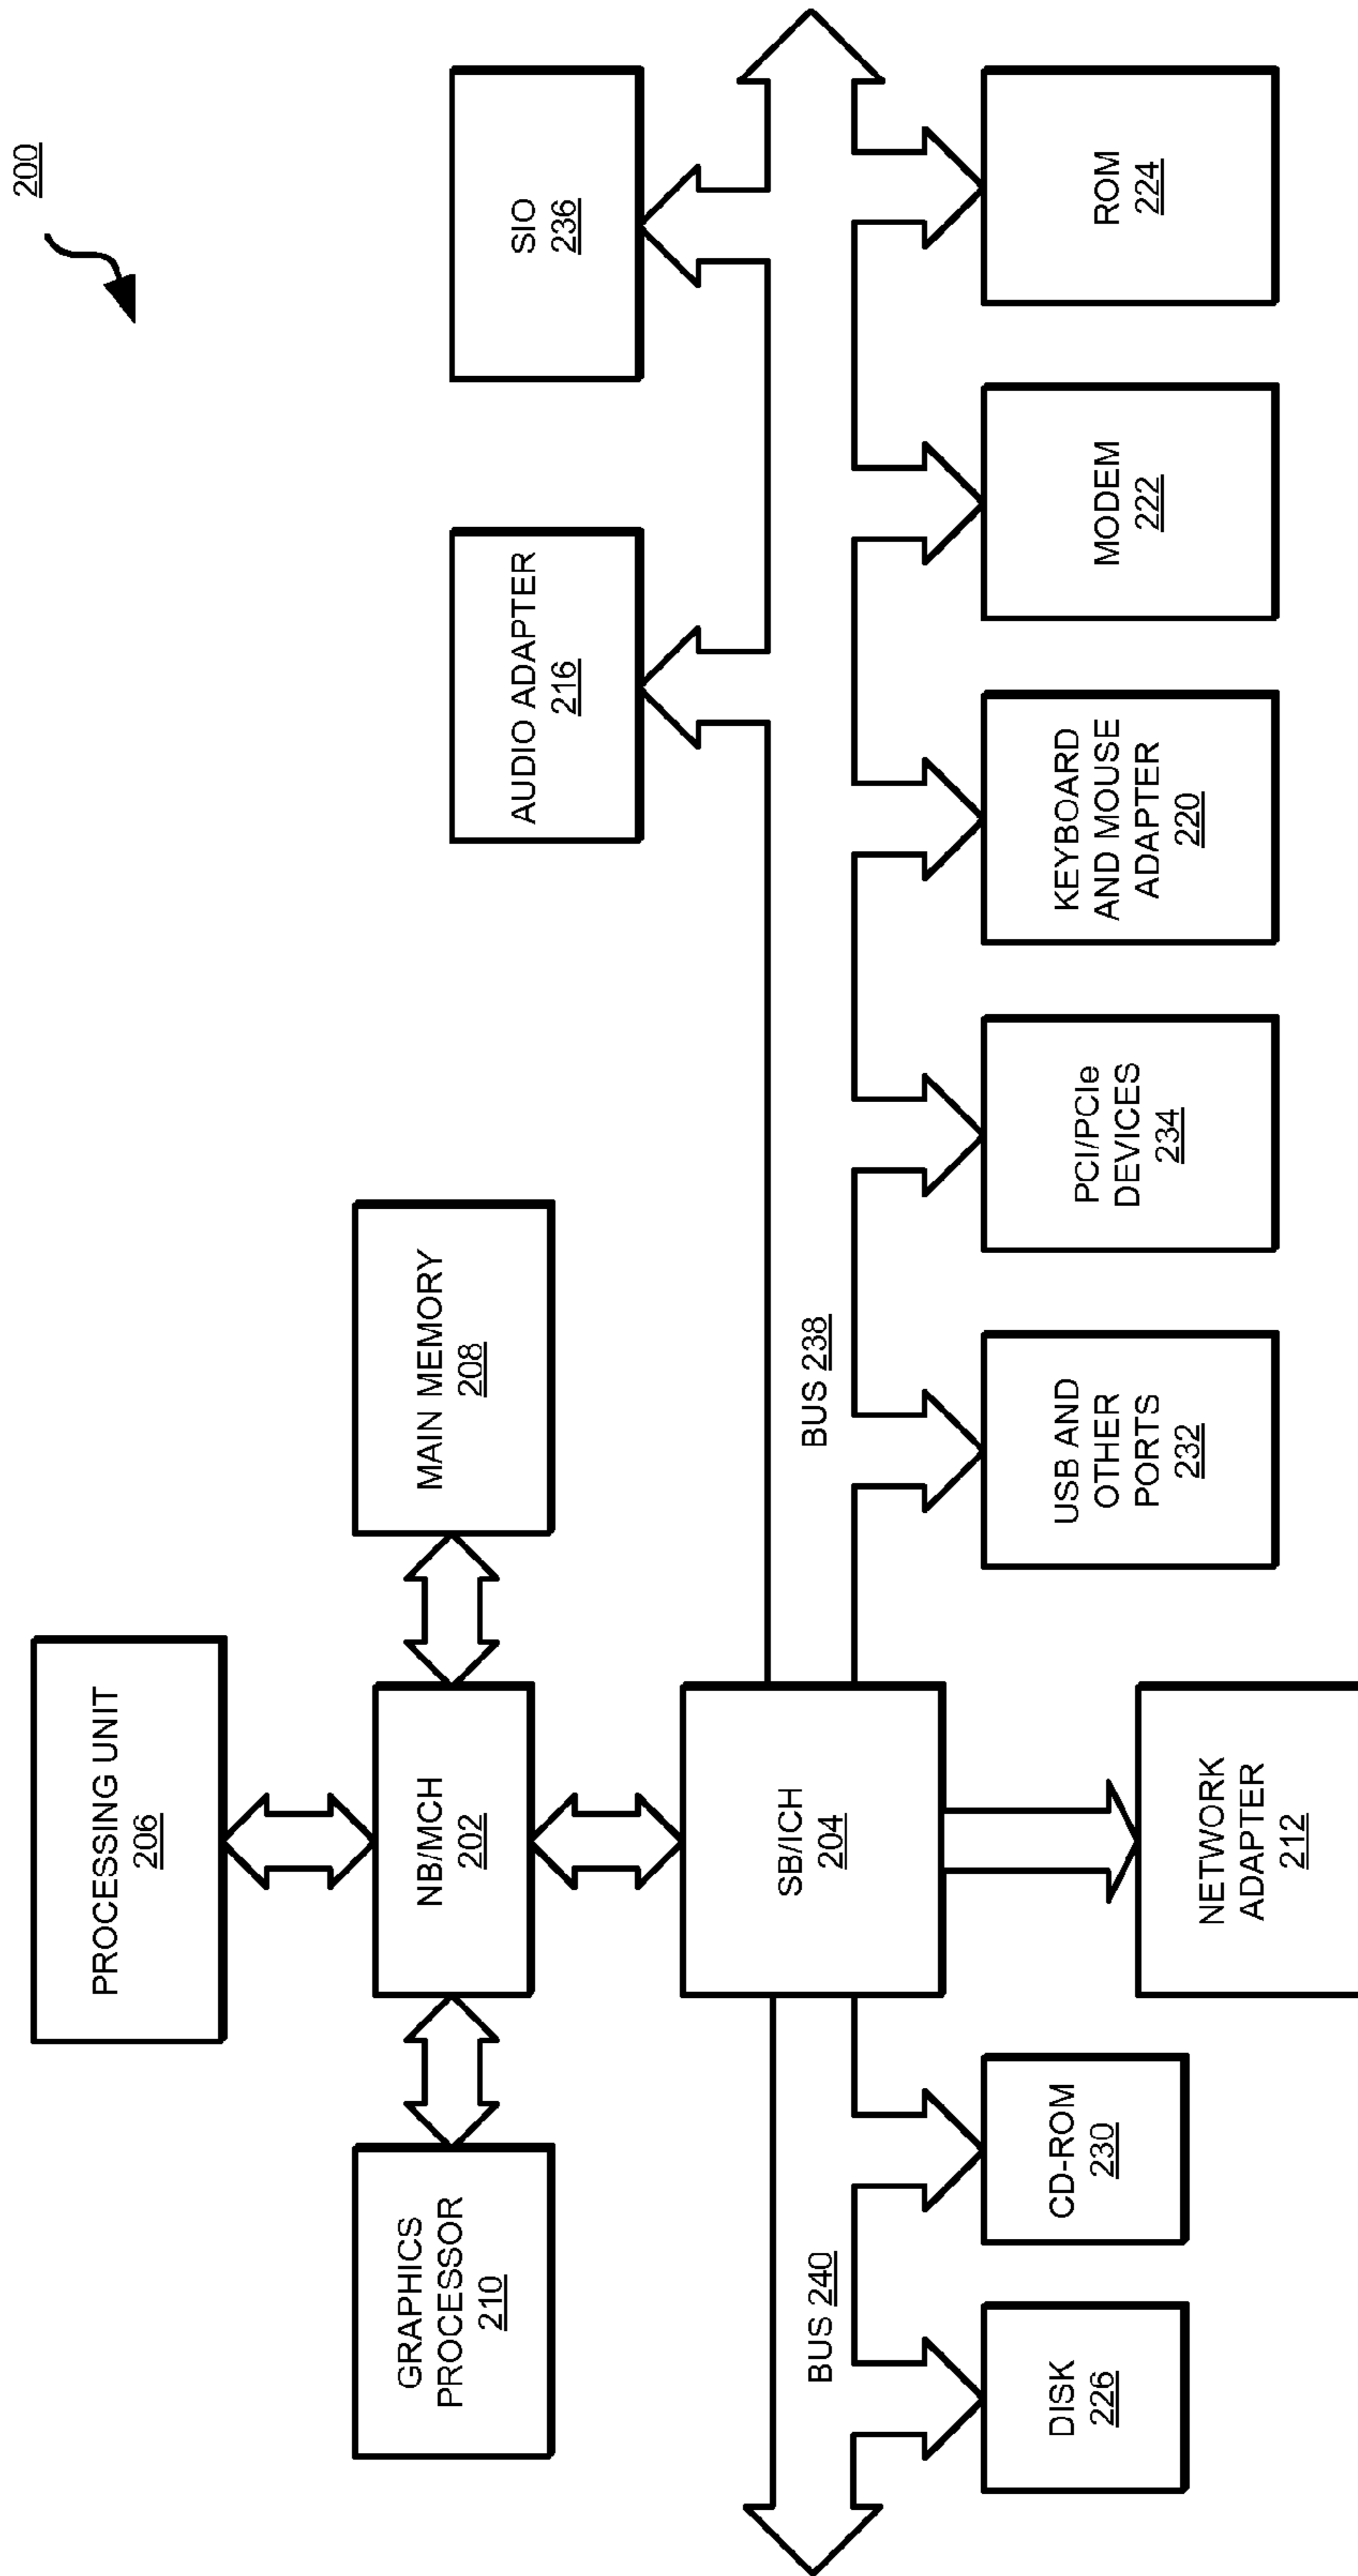 200
PROCESSING UNIT
206
GRAPHICS
PROCESSOR
210
NB/MCH
202
MAIN MEMORY
208
AUDIO ADAPTER
216
SIO
236
SB/ICH
204
BUS 240
BUS 238
DISK
226
CD-ROM
230
NETWORK
ADAPTER
212
USB AND
OTHER
PORTS
232
PCI/PCIe
DEVICES
234
KEYBOARD
AND MOUSE
ADAPTER
220
MODEM
222
ROM
224